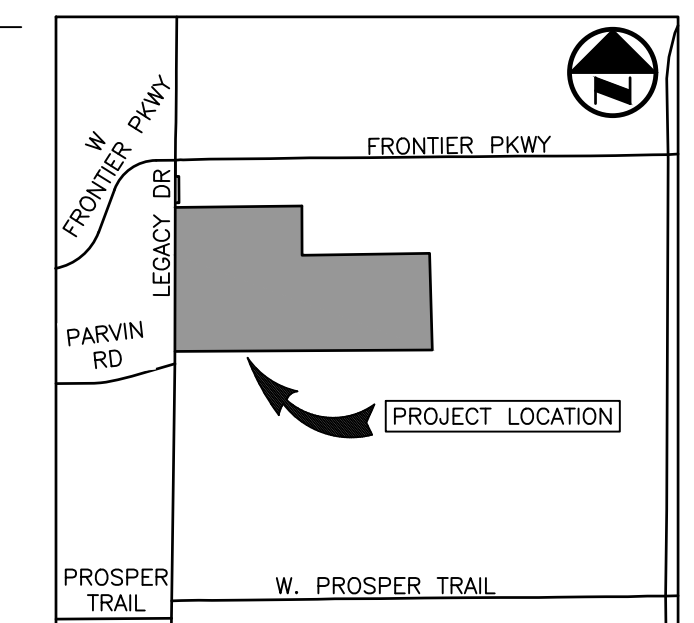 W
FRONTIER PKWY
FRONTIER PKWY
LEGACY DR
PARVIN
RD
PROJECT LOCATION
PROSPER
TRAIL
W. PROSPER TRAIL
N